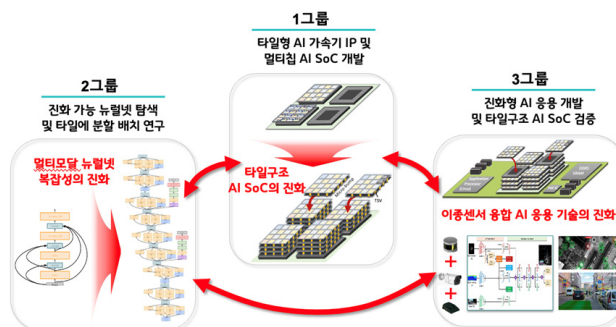 1그룹
타일형 AI 가속기 IP 및
멀티칩 AI SoC 개발
2그룹
진화 가능 뉴럴넷 탐색
및 타일에 분할 배치 연구
3그룹
진화형 AI 응용 개발
및 타일구조 AI SoC 검증
멀티모달 뉴럴넷
복잡성의 진화
타일구조
AI SoC의 진화
TSV
이종센서 융합 AI 응용 기술의 진화
+
+